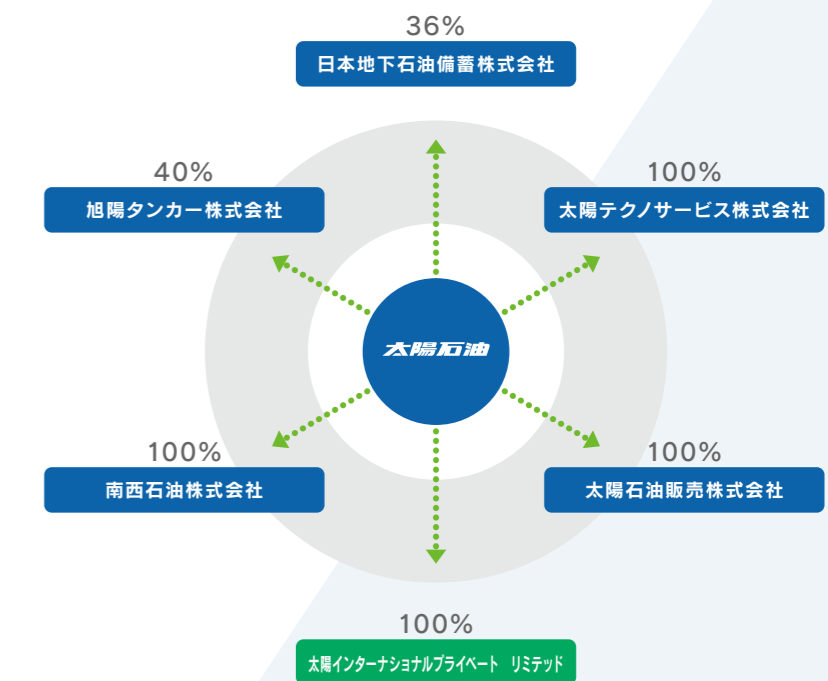 36%
日本地下石油備蓄株式会社
40%
旭陽タンカー株式会社
100%
太陽テクノサービス株式会社
太陽石油
100%
南西石油株式会社
100%
太陽石油販売株式会社
100%
太陽インターナショナルプライベート　リミテッド